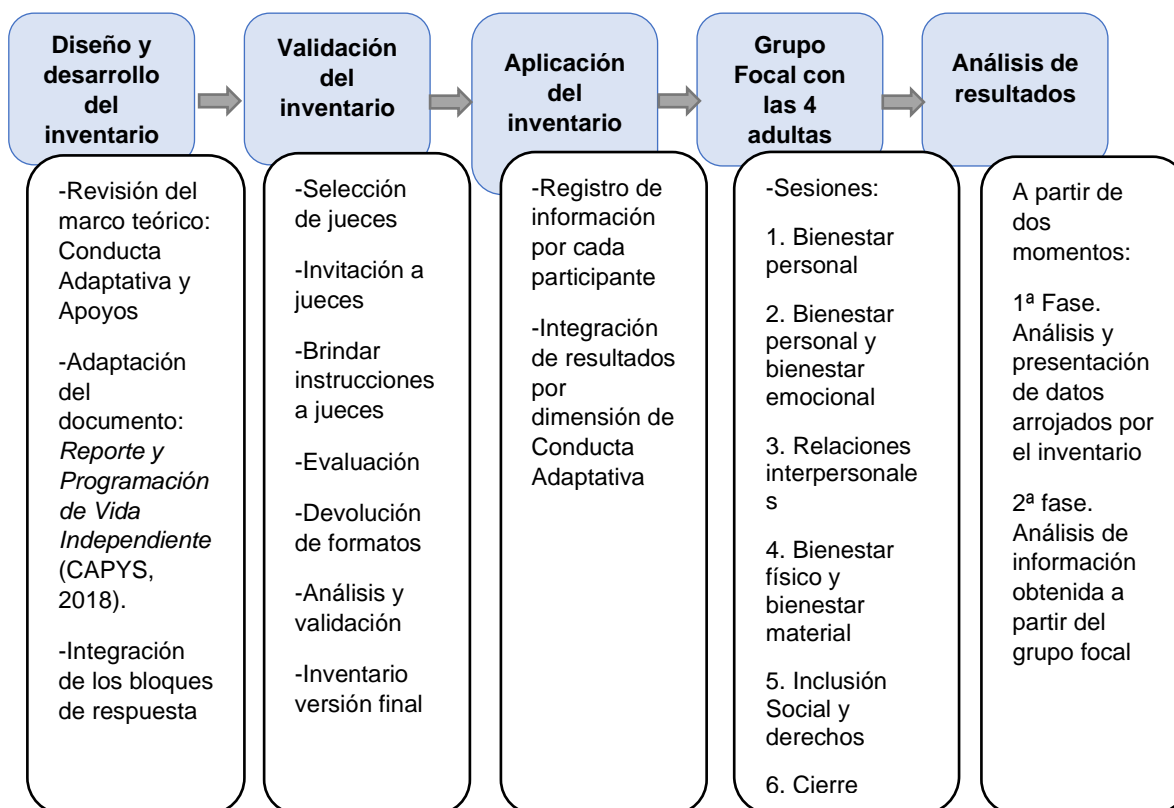 Diseño y
desarrollo
del
inventario
Validación
del
inventario
Aplicación
del
inventario
Grupo
Focal con
las 4
adultas
Análisis de
resultados
-Revisión del
marco teórico:
Conducta
Adaptativa y
Apoyos
-Adaptación
del
documento:
Reporte y
Programación
de Vida
Independiente
(CAPYS,
2018).
-Integración
de los bloques
de respuesta
-Selección
de jueces
-Invitación a
jueces
-Brindar
instrucciones
a jueces
-Evaluación
-Devolución
de formatos
-Análisis y
validación
-Inventario
versión final
-Registro de
información
por cada
participante
-Integración
de resultados
por
dimensión de
Conducta
Adaptativa
-Sesiones:
1. Bienestar
personal
2. Bienestar
personal y
bienestar
emocional
3. Relaciones
interpersonale
s
4. Bienestar
físico y
bienestar
material
5. Inclusión
Social y
derechos
6. Cierre
A partir de
dos
momentos:
1ª Fase.
Análisis y
presentación
de datos
arrojados por
el inventario
2ª fase.
Análisis de
información
obtenida a
partir del
grupo focal